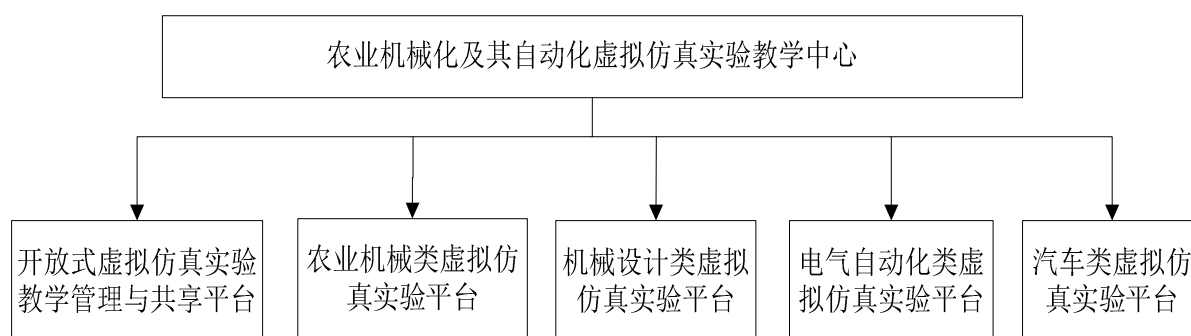 农业机械化及其自动化虚拟仿真实验教学中心
开放式虚拟仿真实验
教学管理与共享平台
农业机械类虚拟仿
真实验平台
机械设计类虚拟
仿真实验平台
电气自动化类虚
拟仿真实验平台
汽车类虚拟仿
真实验平台